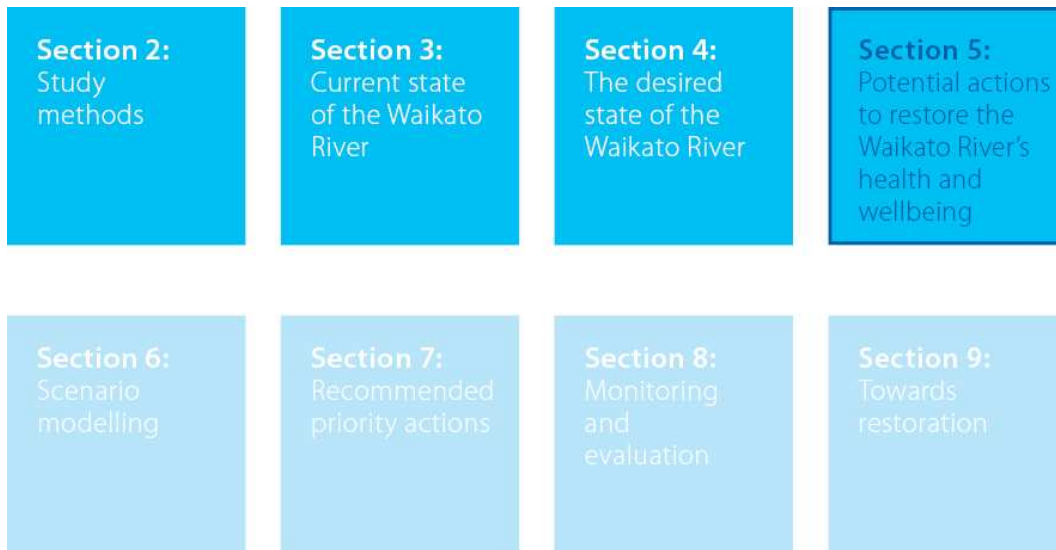 Section 2:
Study
methods
Section 3:
Current state
of the Waikato
River
Section 4:
The desired
state of the
Waikato River
Section 5:
Potential actions
to restore the
Waikato River’s
health and
wellbeing
Section 6:
Scenario
modelling
Section 7:
Recommended
priority actions
Section 8:
Monitoring
and
evaluation
Section 9:
Towards
restoration